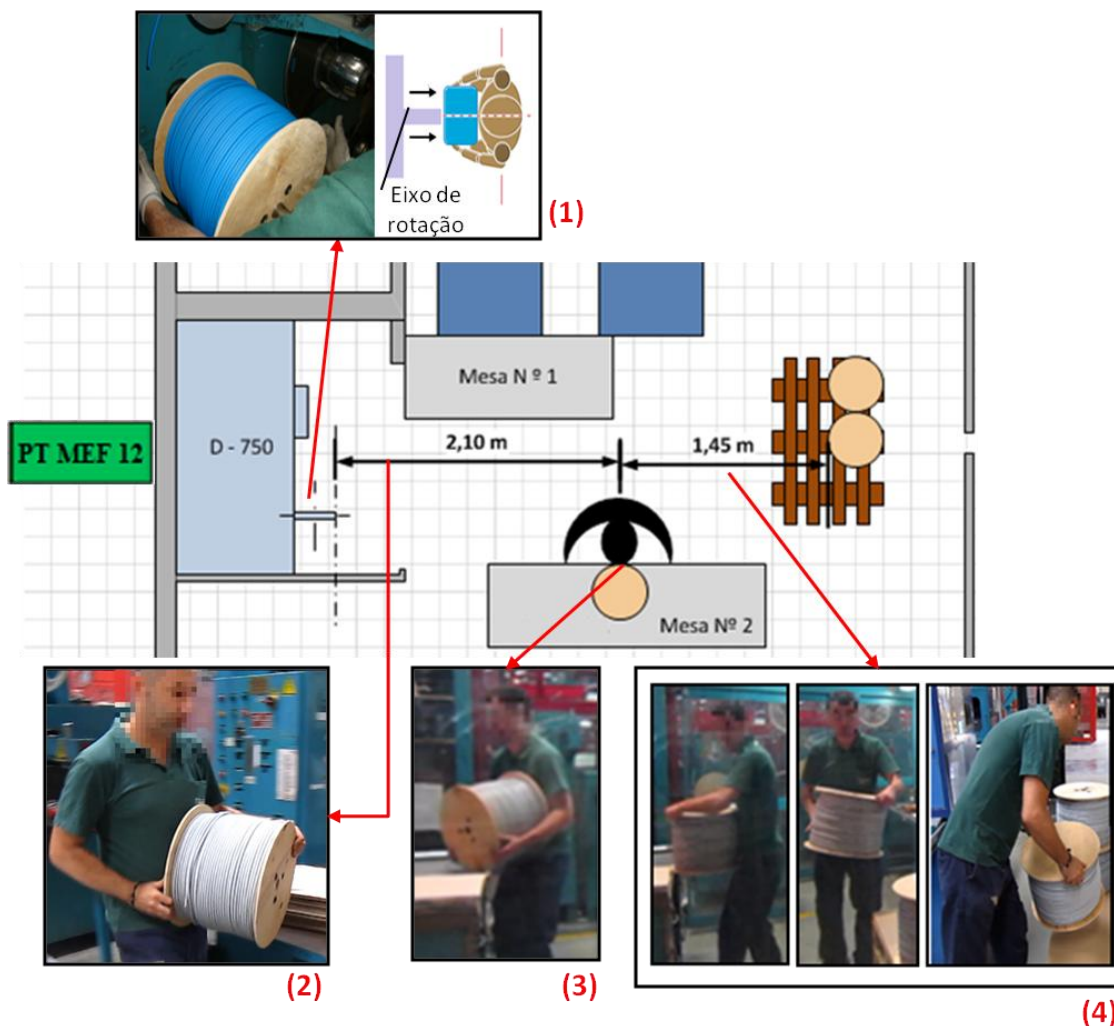 Eixo de
rotação
(1)
Mesa N º 1
PT MEF 12
D - 750
2,10 m
1,45 m
Mesa Nº 2
(2)
(3)
(4)